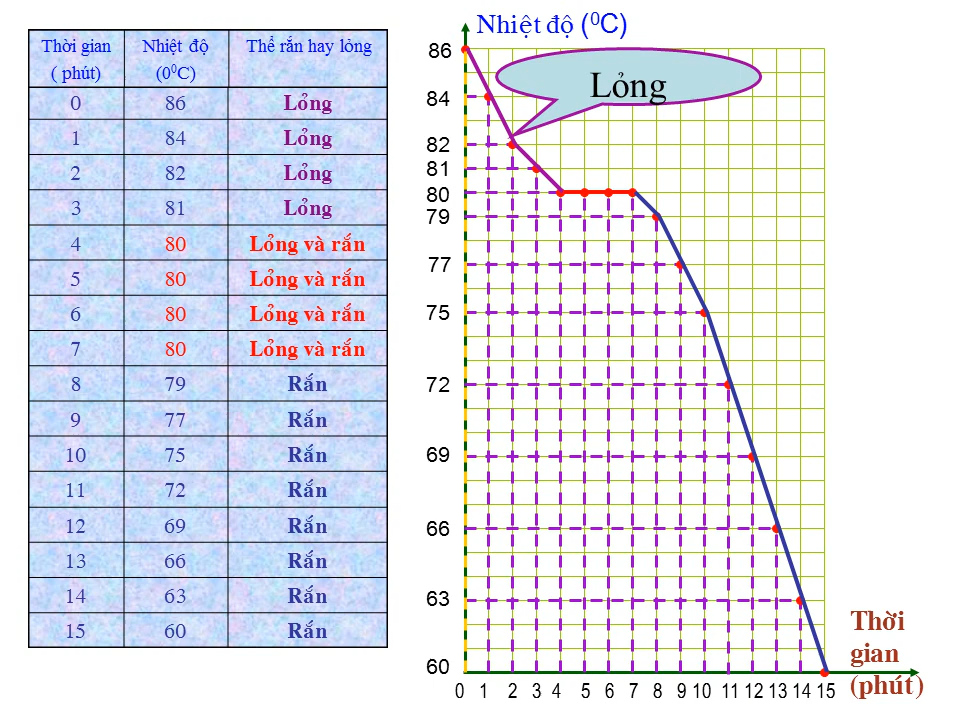 Thời gian ( phút) Nhiệt độ (0⁰C) Thể rắn hay lỏng
0 86 Lỏng
1 84 Lỏng
2 82 Lỏng
3 81 Lỏng
4 80 Lỏng và rắn
5 80 Lỏng và rắn
6 80 Lỏng và rắn
7 80 Lỏng và rắn
8 79 Rắn
9 77 Rắn
10 75 Rắn
11 72 Rắn
12 69 Rắn
13 66 Rắn
14 63 Rắn
15 60 Rắn
Nhiệt độ (⁰C)
Lỏng
86
84
82
81
80
79
77
75
72
69
66
63
60
0 1 2 3 4 5 6 7 8 9 10 11 12 13 14 15
Thời
gian
(phút)